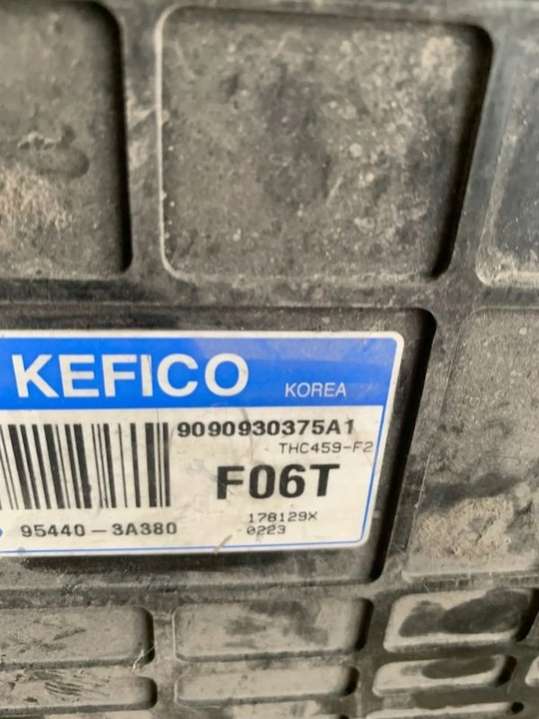 KEFICO KOREA
9090930375A1
THC459-F2
F06T
95440-3A380
178129X
0223